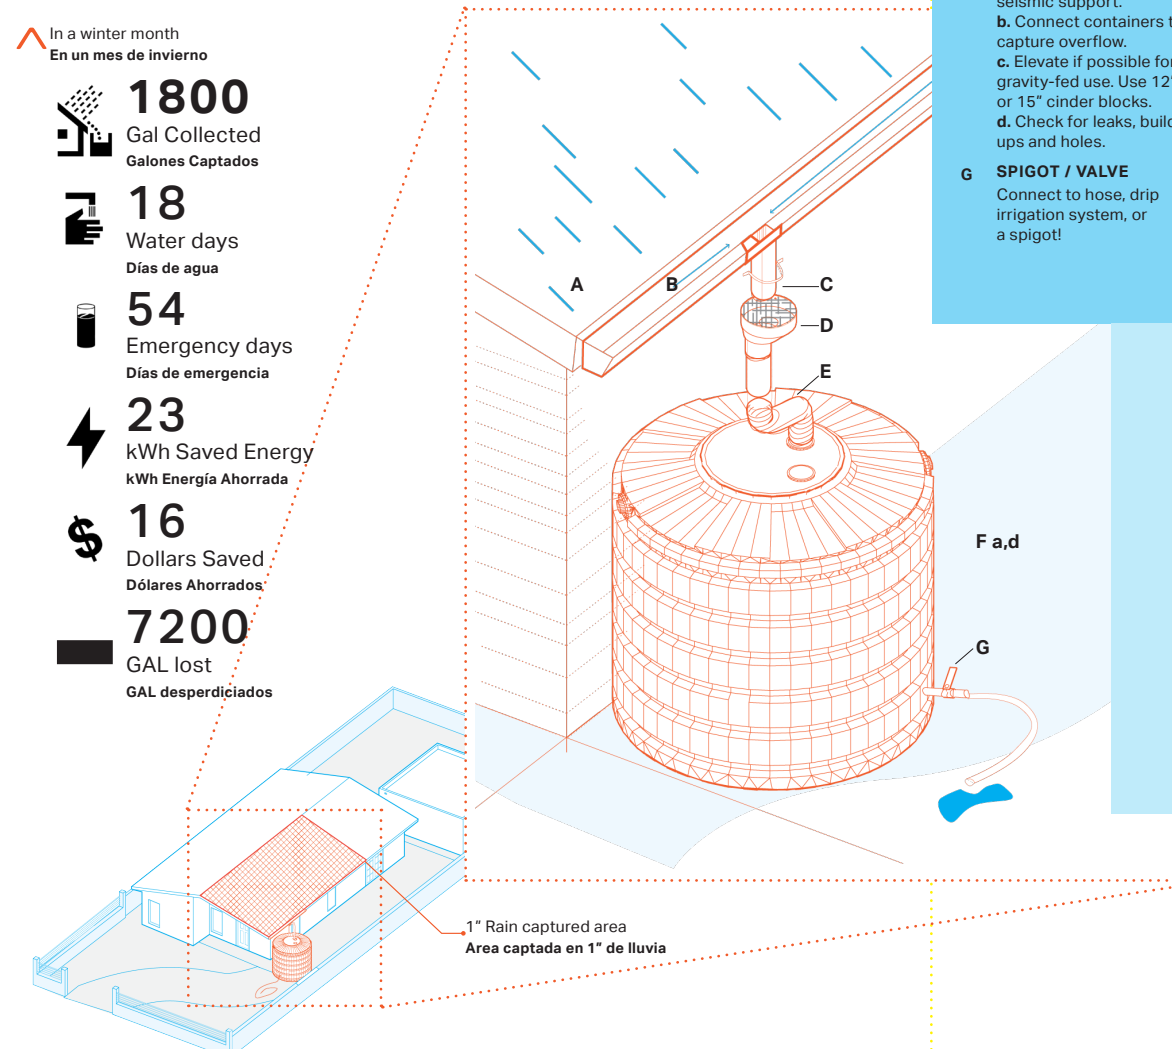 In a winter month
En un mes de invierno
1800
Gal Collected
Galones Captados
18
Water days
Días de agua
54
Emergency days
Días de emergencia
23
kWh Saved Energy
kWh Energía Ahorrada
$
16
Dollars Saved
Dólares Ahorrados
7200
GAL lost
GAL desperdiciados
A
B
C
D
E
F a,d
G
1" Rain captured area
Area captada en 1" de lluvia
seismic support.
b. Connect containers
capture overflow.
c. Elevate if possible for
gravity-fed use. Use 12"
or 15" cinder blocks.
d. Check for leaks, build
ups and holes.
G SPIGOT / VALVE
Connect to hose, drip
irrigation system, or
a spigot!